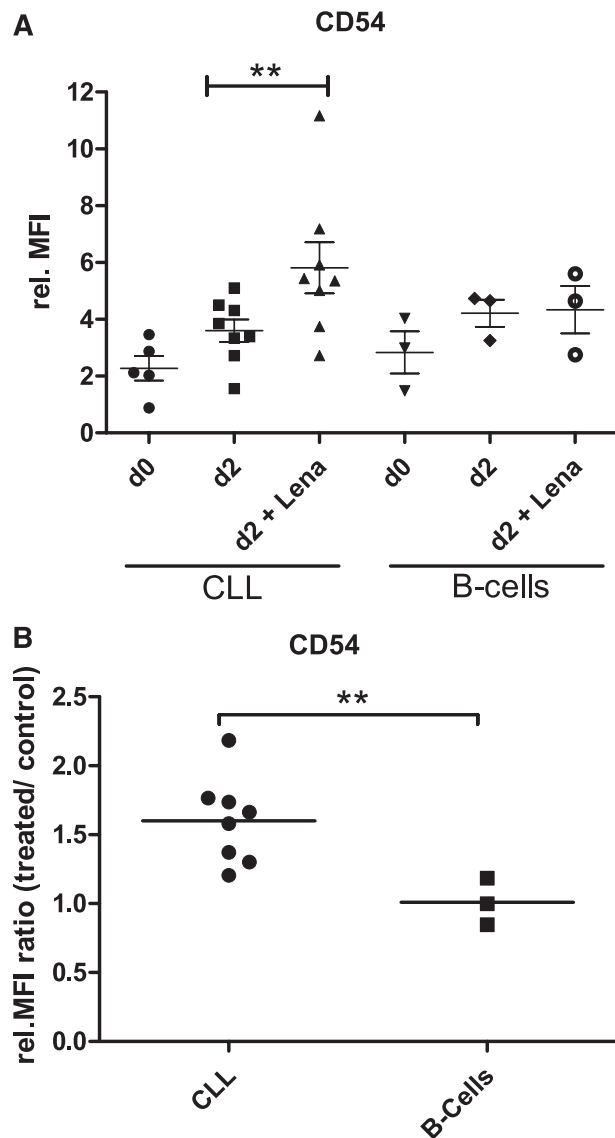 A
CD54
**
rel. MFI
12
10
8
6
4
2
0
d0
d2
d2 + Lena
d0
d2
d2 + Lena
CLL
B-cells
B
CD54
**
rel.MFI ratio (treated/ control)
2.5
2.0
1.5
1.0
0.5
0.0
CLL
B-Cells